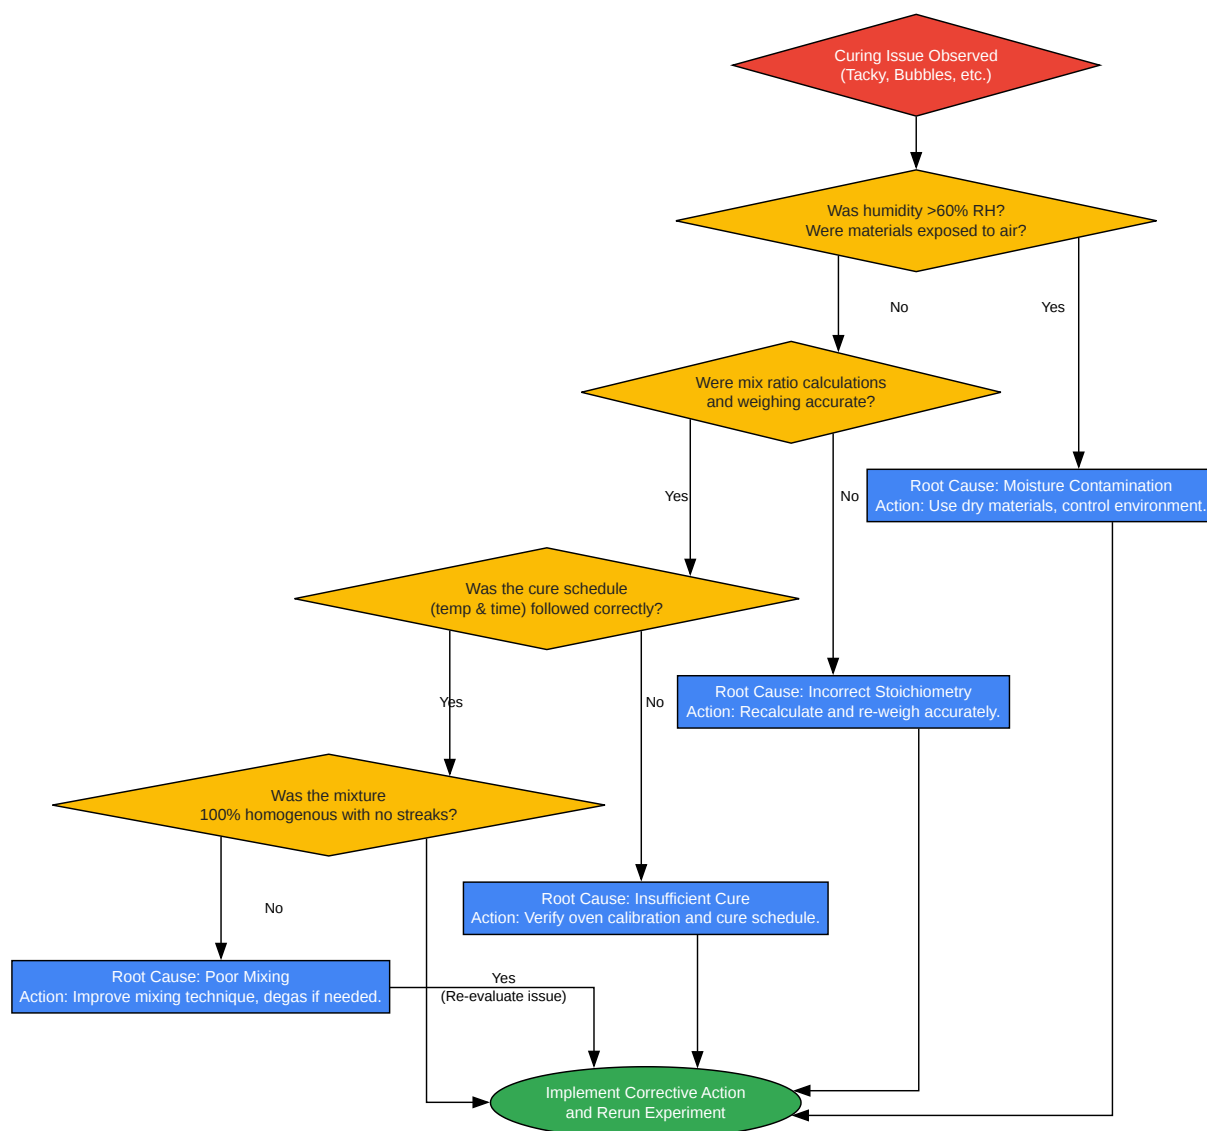 Curing Issue Observed
(Tacky, Bubbles, etc.)
Was humidity >60% RH?
Were materials exposed to air?
No
Yes
Were mix ratio calculations
and weighing accurate?
Yes
No
Root Cause: Moisture Contamination
Action: Use dry materials, control environment.
Was the cure schedule
(temp & time) followed correctly?
Yes
No
Root Cause: Incorrect Stoichiometry
Action: Recalculate and re-weigh accurately.
Was the mixture
100% homogenous with no streaks?
No
Root Cause: Insufficient Cure
Action: Verify oven calibration and cure schedule.
Root Cause: Poor Mixing
Action: Improve mixing technique, degas if needed.
Yes
(Re-evaluate issue)
Implement Corrective Action
and Rerun Experiment